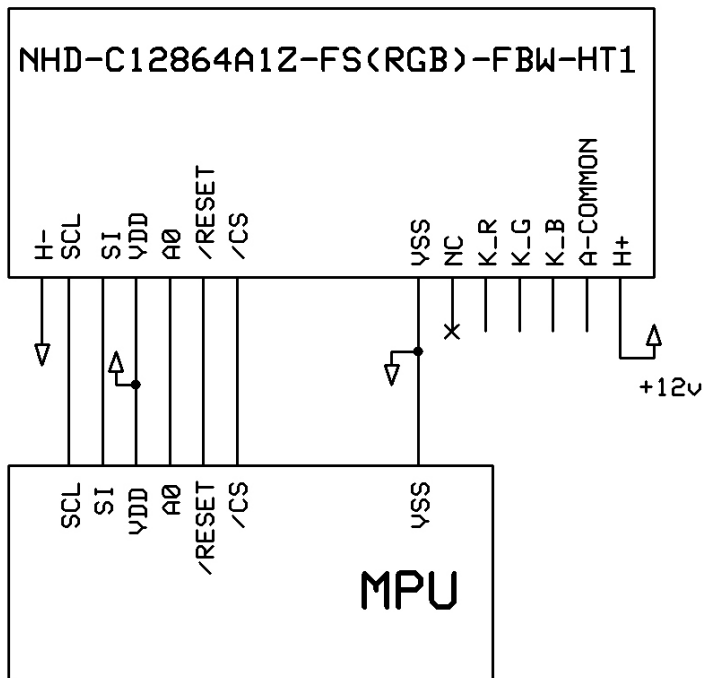 NHD-C12864A1Z-FS(RGB)-FBW-HT1
H-
SCL
SI
VDD
A0
/RESET
/CS
VSS
NC
K_R
K_G
K_B
A-COMMON
H+
+12v
SCL
SI
VDD
A0
/RESET
/CS
VSS
MPU